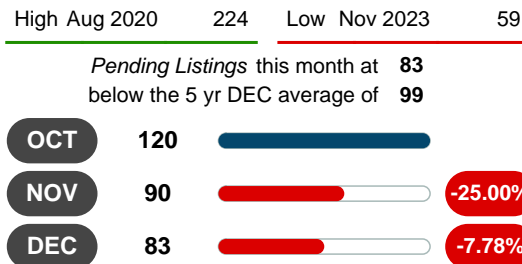 High Aug 2020 224 Low Nov 2023 59
Pending Listings this month at 83
below the 5 yr DEC average of 99
OCT 120
NOV 90 -25.00%
DEC 83 -7.78%